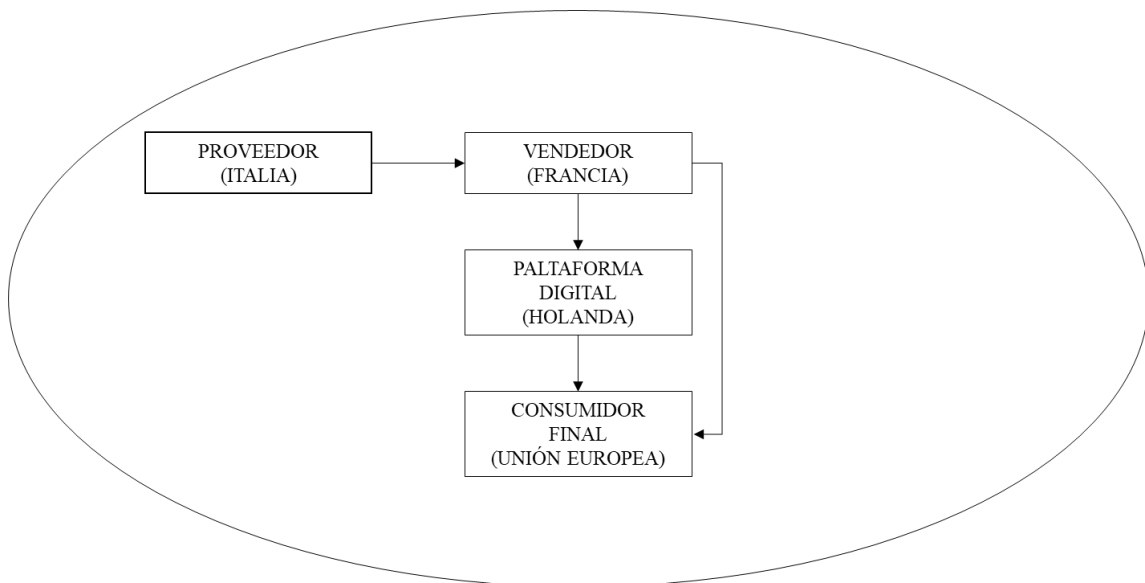 PROVEEDOR
(ITALIA)
VENDEDOR
(FRANCIA)
PALTAFORMA
DIGITAL
(HOLANDA)
CONSUMIDOR
FINAL
(UNIÓN EUROPEA)